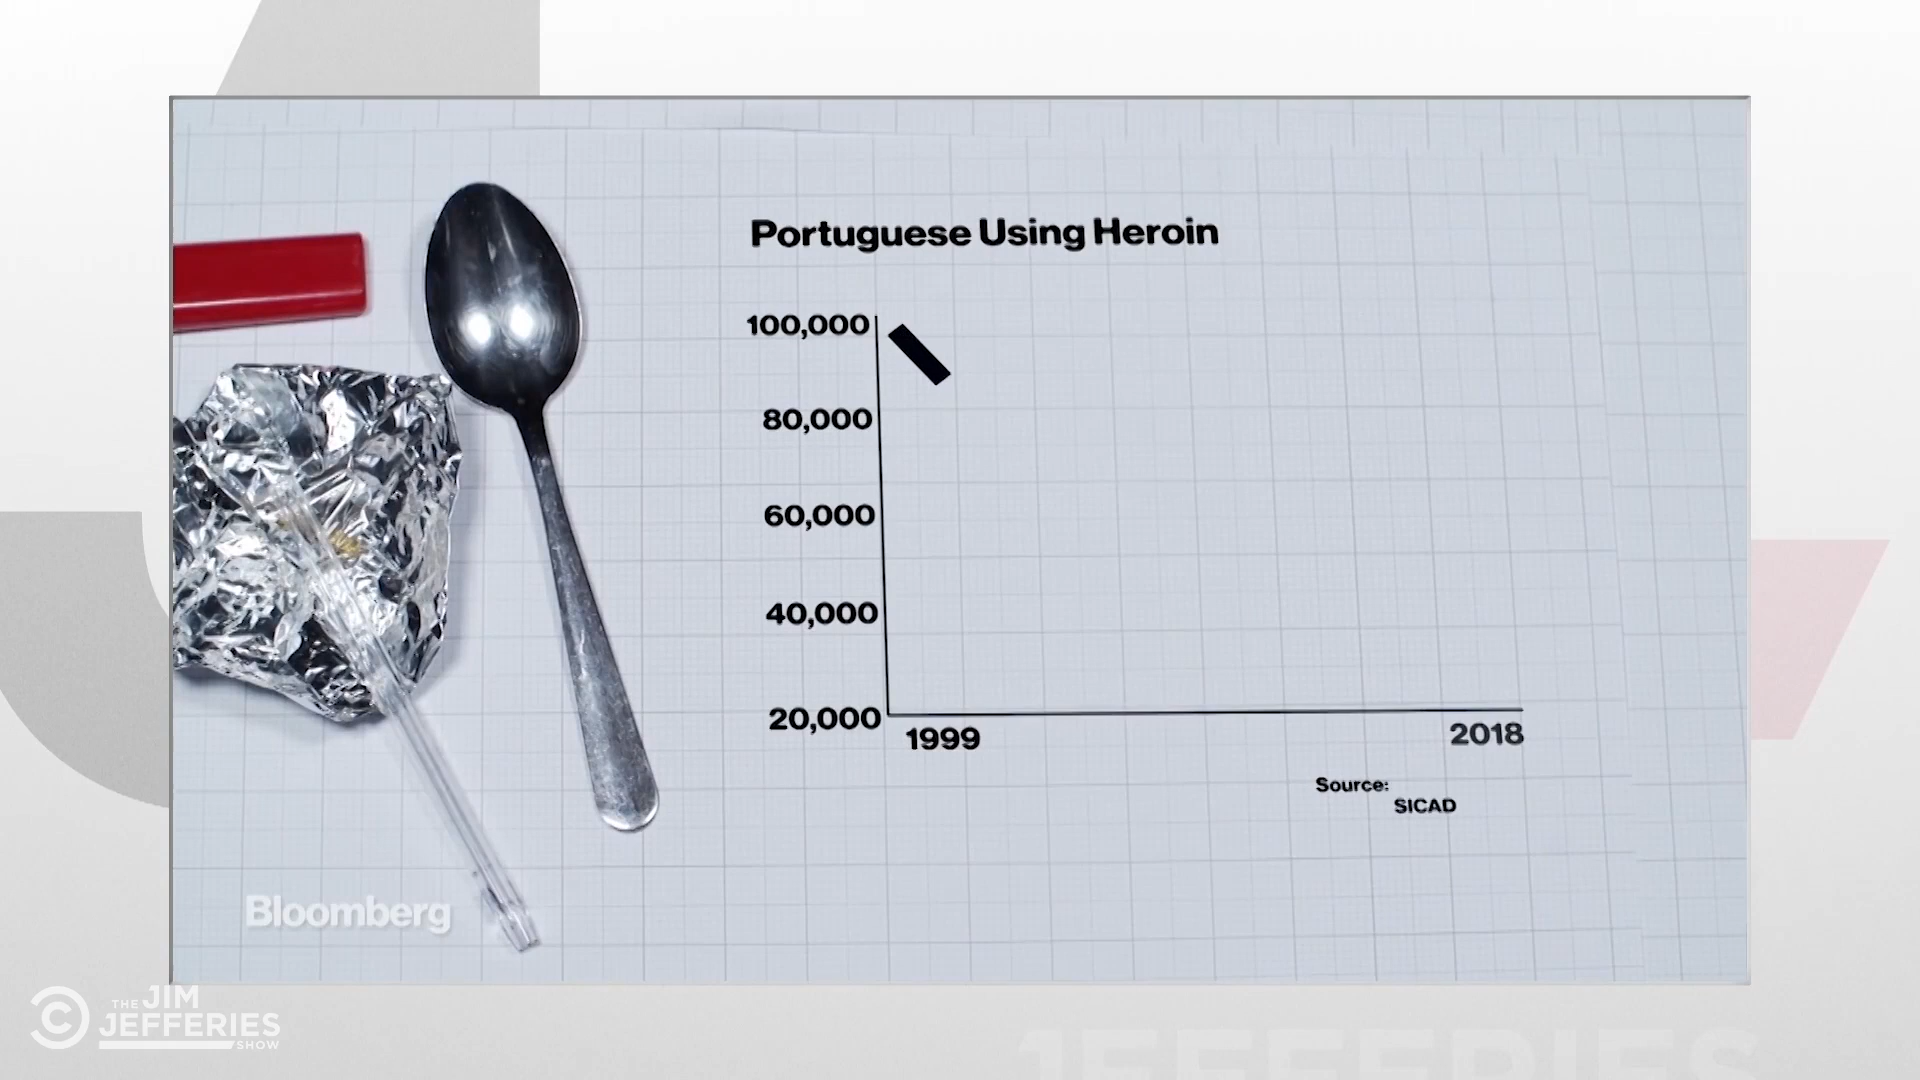 Portuguese Using Heroin
100,000
80,000
60,000
40,000
20,000
1999
2018
Source:
SICAD
Bloomberg
THE JIM
JEFFERIES
SHOW
JEFFERIES